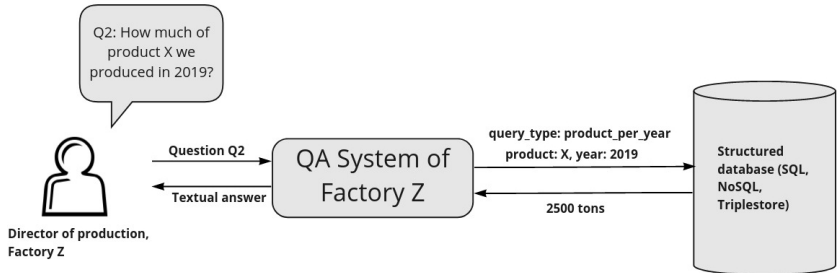 Q2: How much of
product X we
produced in 2019?
Question Q2
Textual answer
Director of production,
Factory Z
QA System of
Factory Z
query_type: product_per_year
product: X, year: 2019
2500 tons
Structured
database (SQL,
NoSQL,
Triplestore)